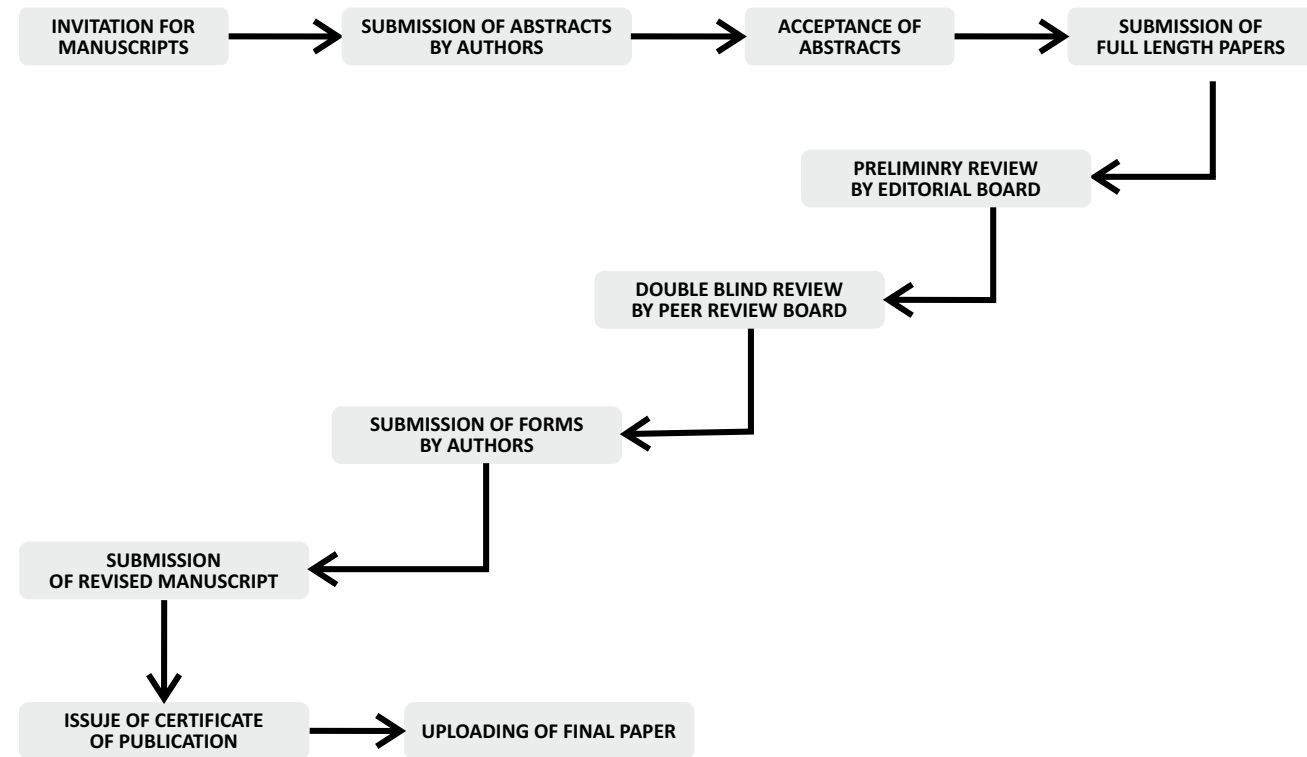 INVITATION FOR
MANUSCRIPTS
SUBMISSION OF ABSTRACTS
BY AUTHORS
ACCEPTANCE OF
ABSTRACTS
SUBMISSION OF
FULL LENGTH PAPERS
PRELIMINRY REVIEW
BY EDITORIAL BOARD
DOUBLE BLIND REVIEW
BY PEER REVIEW BOARD
SUBMISSION OF FORMS
BY AUTHORS
SUBMISSION
OF REVISED MANUSCRIPT
ISSUJE OF CERTIFICATE
OF PUBLICATION
UPLOADING OF FINAL PAPER